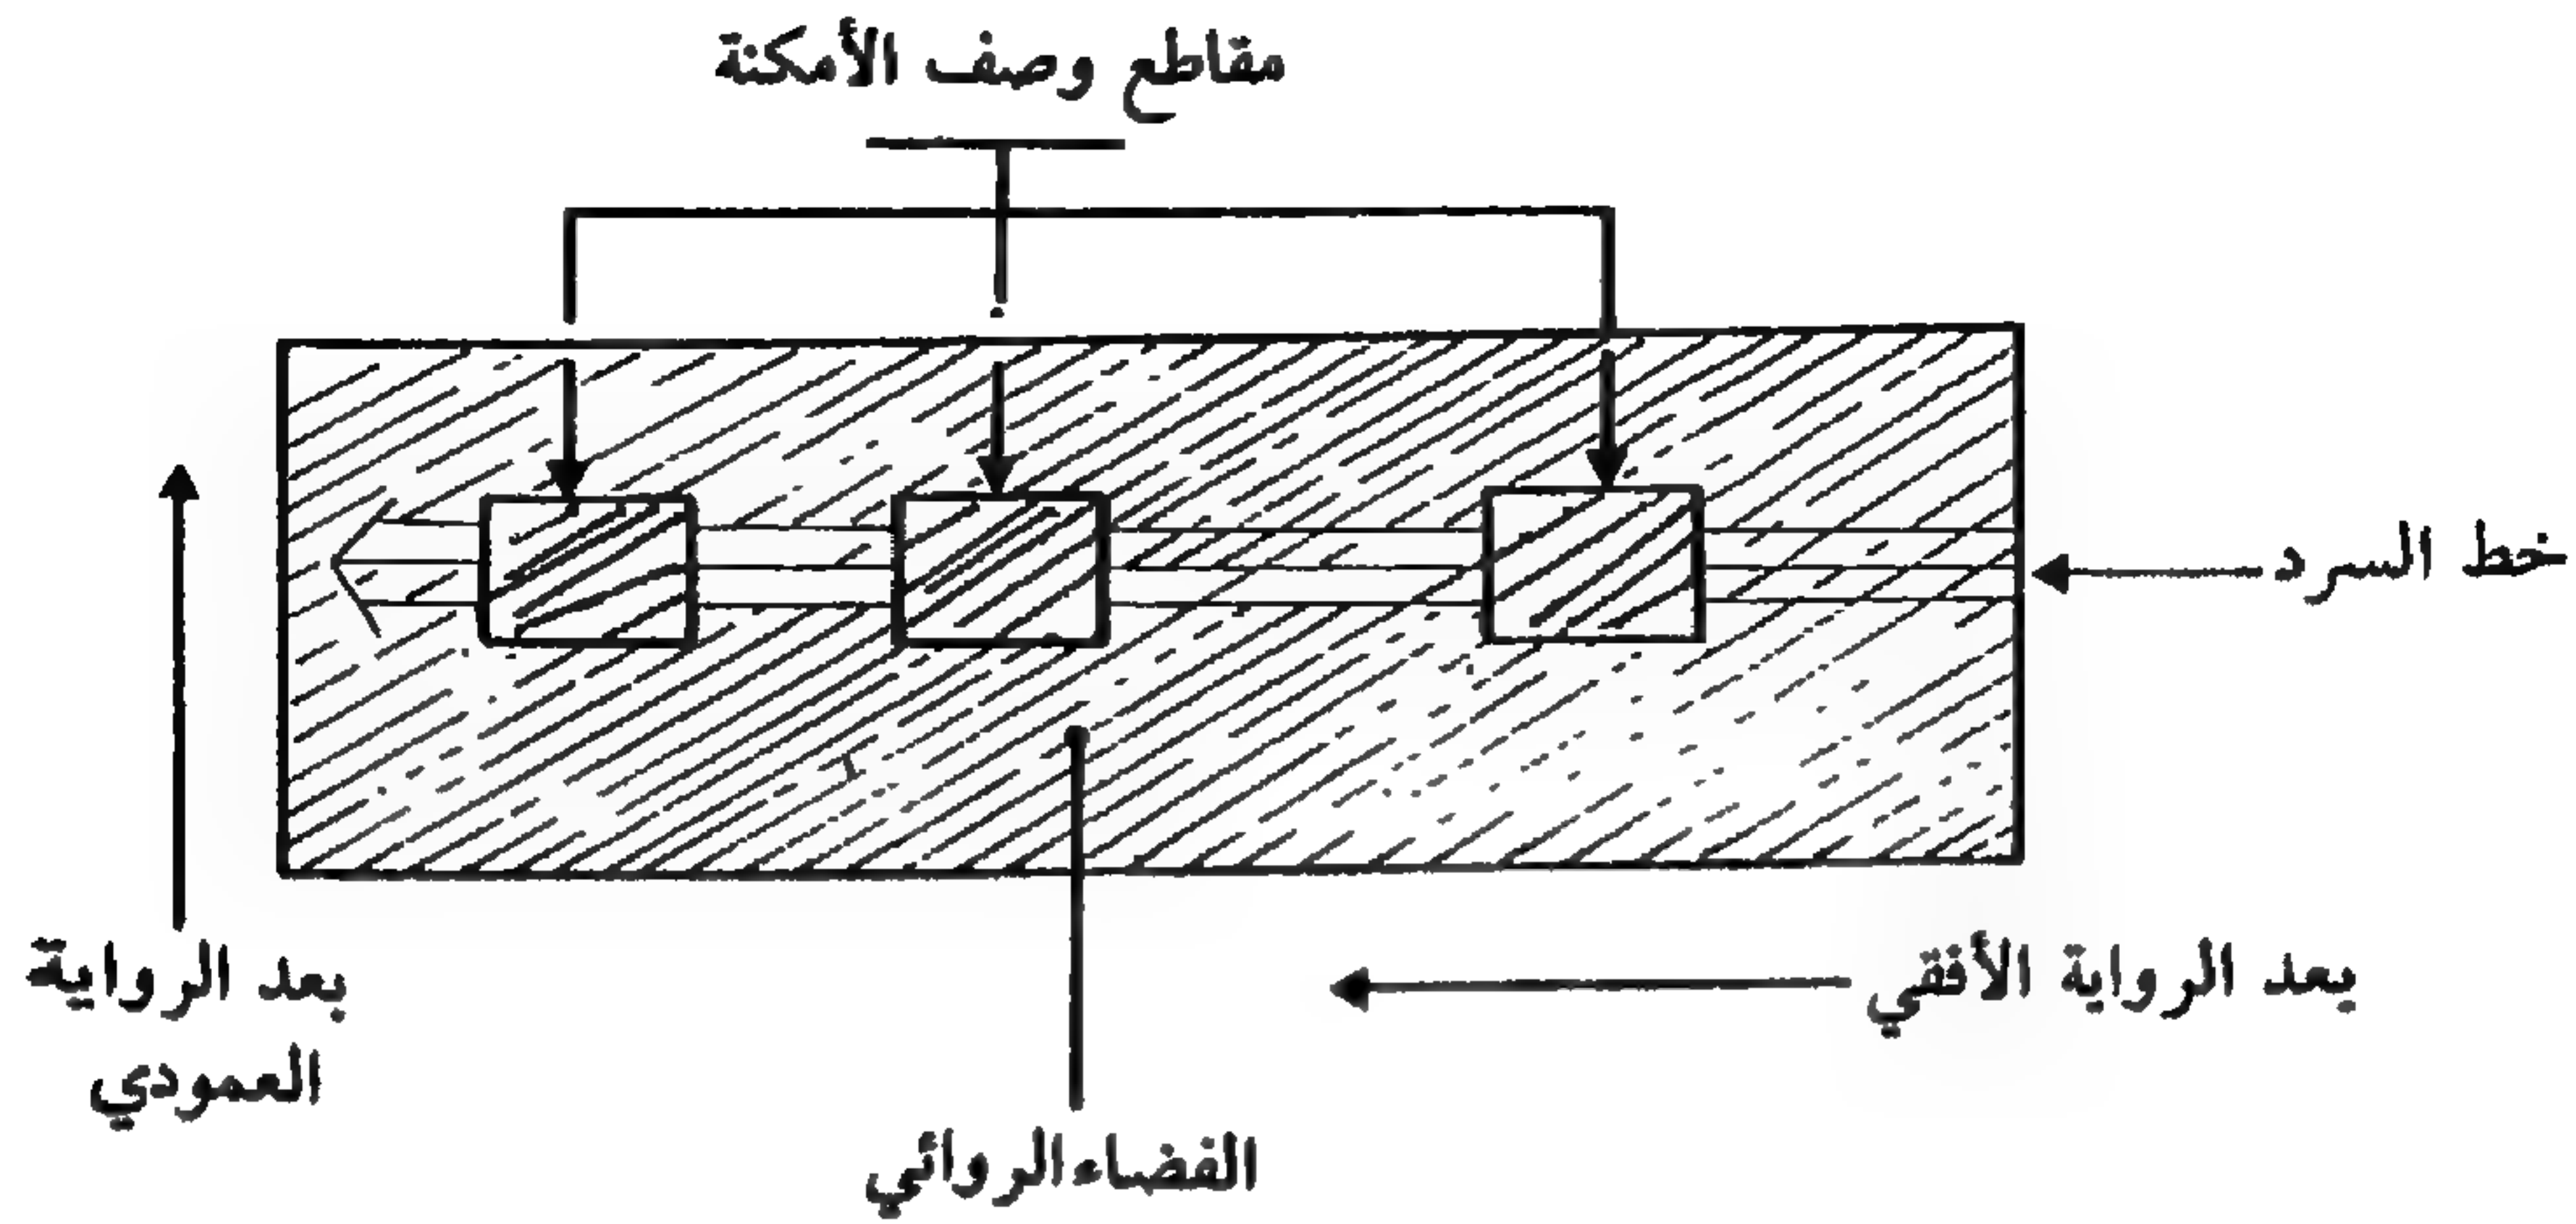 مقاطع وصف الأمكنة
خط السرد
بعد الرواية الأفقي
بعد الرواية
العمودي
الفضاء الروائي